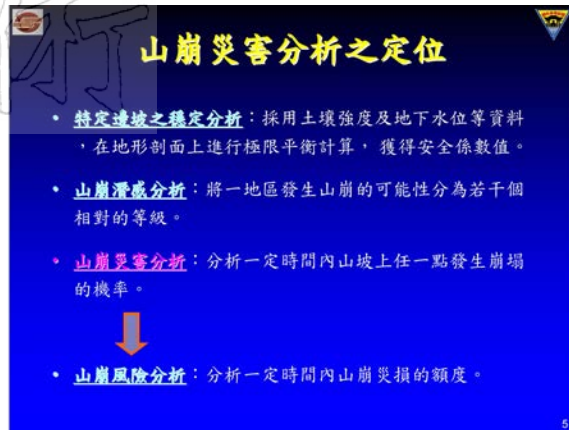 山崩災害分析之定位
• 特定邊坡之穩定分析：採用土壤強度及地下水位等資料
，在地形剖面上進行極限平衡計算， 獲得安全係數值。
• 山崩潛感分析：將一地區發生山崩的可能性分為若干個
相對的等級。
• 山崩災害分析：分析一定時間內山坡上任一點發生崩塌
的機率。
• 山崩風險分析：分析一定時間內山崩災損的額度。
5